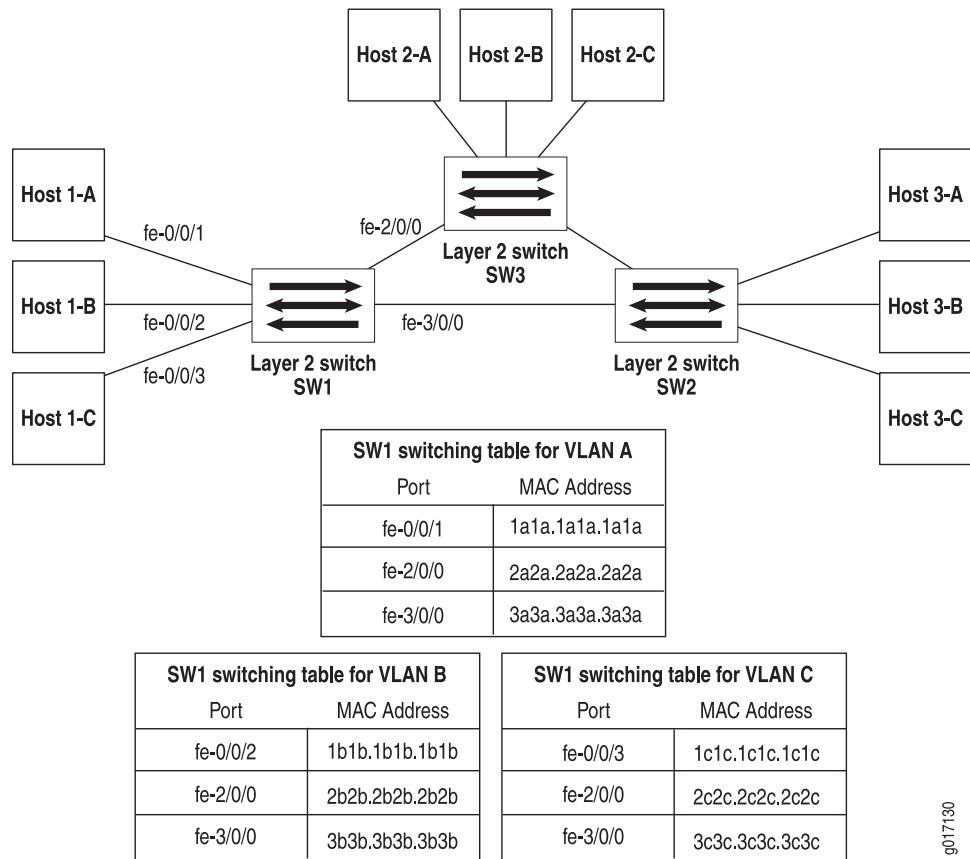 Host 2-A
Host 2-B
Host 2-C
Host 1-A
Host 3-A
fe-0/0/1
fe-2/0/0
Layer 2 switch
SW3
Host 1-B
Host 3-B
fe-0/0/2
fe-3/0/0
Layer 2 switch
SW1
Layer 2 switch
SW2
fe-0/0/3
Host 1-C
Host 3-C
SW1 switching table for VLAN A
Port MAC Address
fe-0/0/1 1a1a.1a1a.1a1a
fe-2/0/0 2a2a.2a2a.2a2a
fe-3/0/0 3a3a.3a3a.3a3a
SW1 switching table for VLAN B
Port MAC Address
fe-0/0/2 1b1b.1b1b.1b1b
fe-2/0/0 2b2b.2b2b.2b2b
fe-3/0/0 3b3b.3b3b.3b3b
SW1 switching table for VLAN C
Port MAC Address
fe-0/0/3 1c1c.1c1c.1c1c
fe-2/0/0 2c2c.2c2c.2c2c
fe-3/0/0 3c3c.3c3c.3c3c
g017130